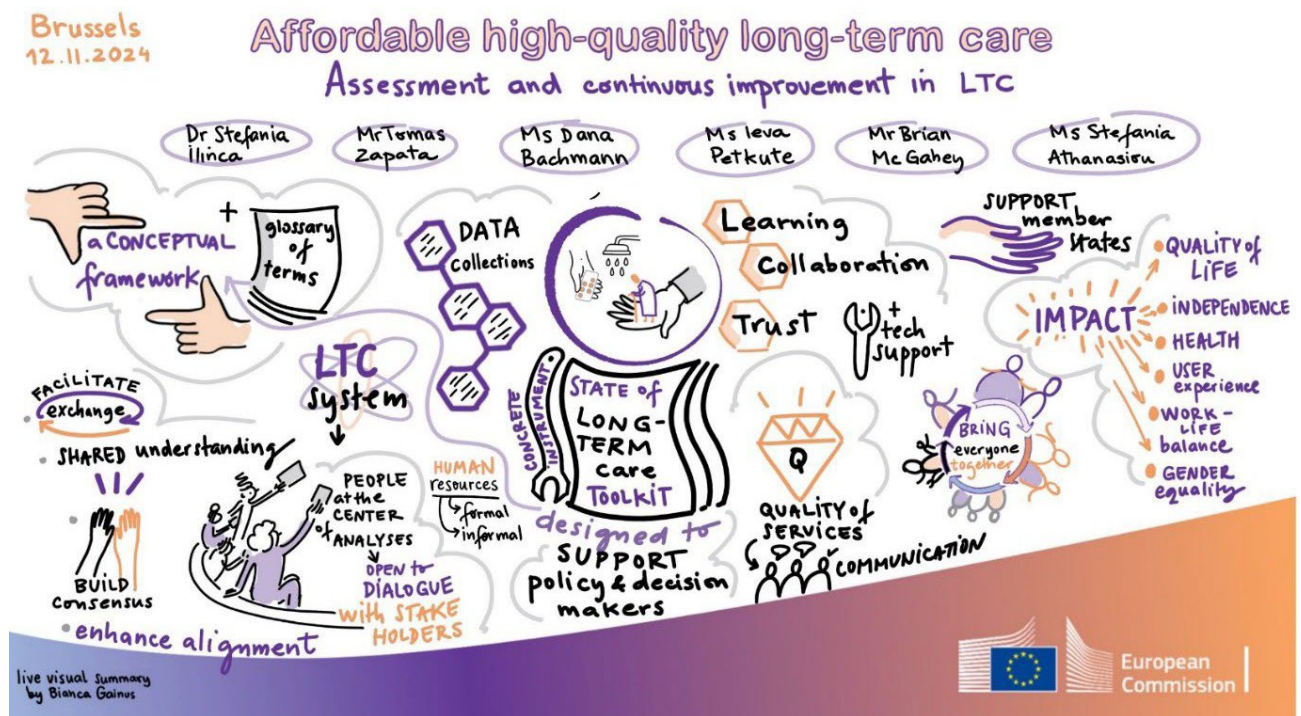 Brussels
12.11.2024
Affordable high-quality long-term care
Assessment and continuous improvement in LTC
Dr Stefania
Ilinca
Mr Tomas
Zapata
Ms Dana
Bachmann
Ms Ieva
Petkute
Mr Brian
Mc Gahey
Ms Stefania
Athanasiou
a CONCEPTUAL
framework
+
glossary
of
terms
DATA
collections
Learning
Collaboration
Trust
+
tech
support
SUPPORT
member
states
IMPACT
QUALITY of
LIFE
INDEPENDENCE
HEALTH
USER
experience
WORK-
LIFE
balance
GENDER
equality
LTC
system
FACILITATE
exchange
SHARED understanding
BUILD
consensus
enhance alignment
PEOPLE
at the
CENTER
of
ANALYSES
OPEN to
DIALOGUE
with STAKE
HOLDERS
HUMAN
resources
formal
informal
CONCRETE
INSTRUMENT
STATE of
LONG-
TERM
care
TOOLKIT
designed to
SUPPORT
policy & decision
makers
Q
QUALITY of
SERVICES
COMMUNICATION
BRING
everyone
together
live visual summary
by Bianca Gainus
European
Commission